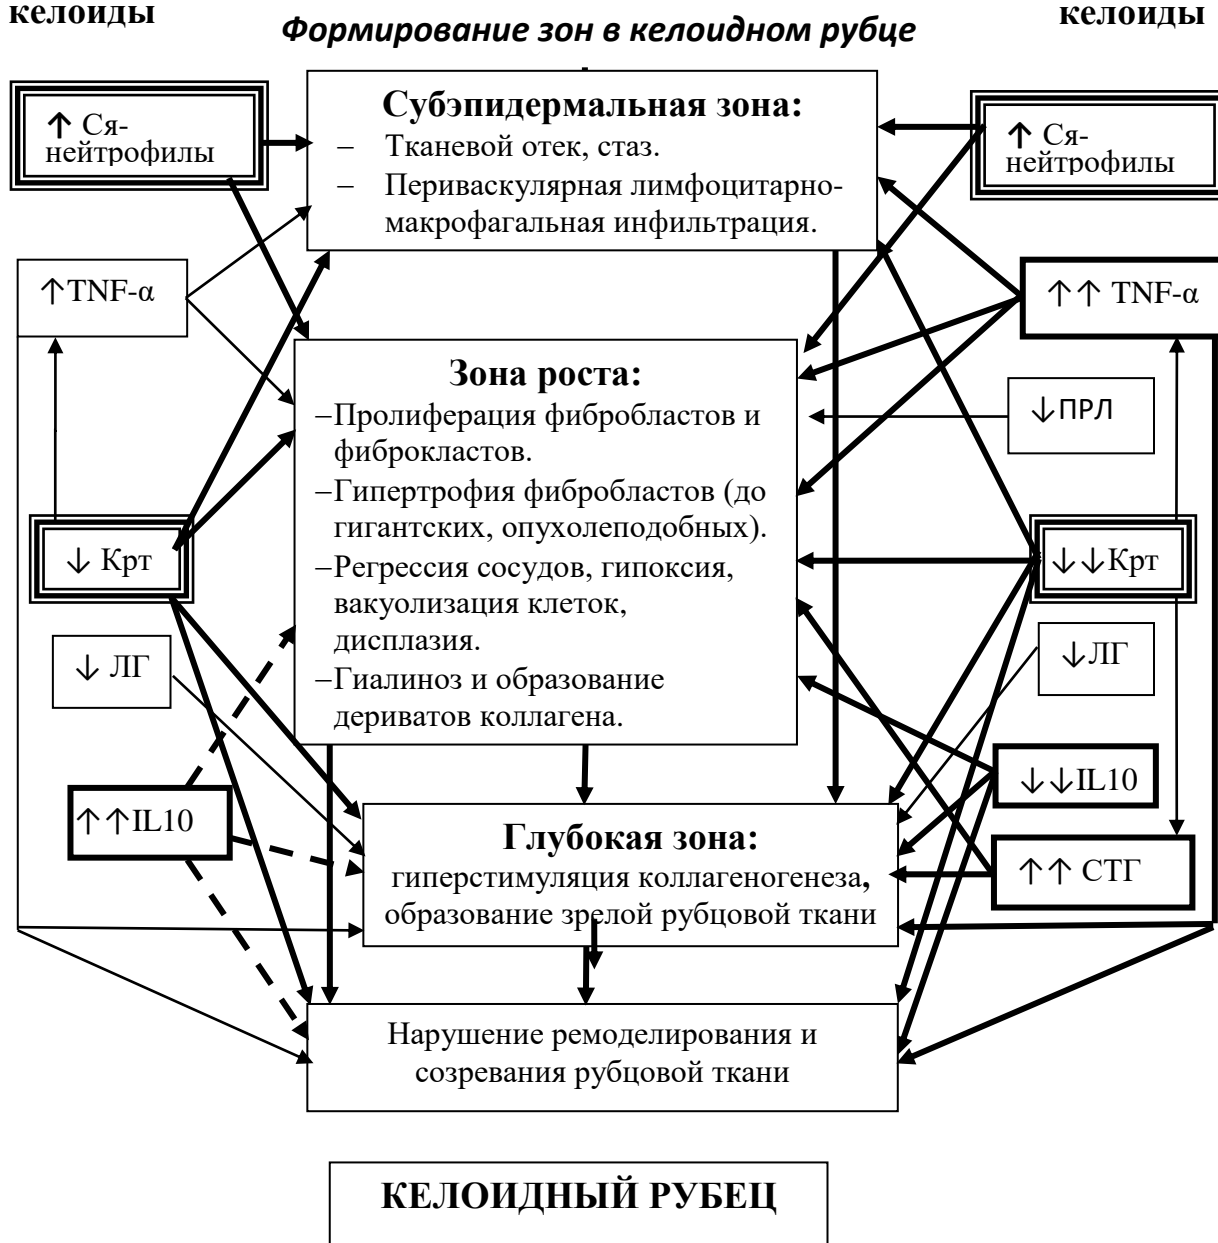 келоиды
Формирование зон в келоидном рубце
келоиды
↑ Ся-
нейтрофилы
↑TNF-α
↓ Крт
↓ ЛГ
↑↑IL10
Субэпидермальная зона:
– Тканевой отек, стаз.
– Периваскулярная лимфоцитарно-
макрофагальная инфильтрация.
Зона роста:
–Пролиферация фибробластов и
фиброкластов.
–Гипертрофия фибробластов (до
гигантских, опухолеподобных).
–Регрессия сосудов, гипоксия,
вакуолизация клеток,
дисплазия.
–Гиалиноз и образование
дериватов коллагена.
Глубокая зона:
гиперстимуляция коллагеногенеза,
образование зрелой рубцовой ткани
Нарушение ремоделирования и
созревания рубцовой ткани
КЕЛОИДНЫЙ РУБЕЦ
↑ Ся-
нейтрофилы
↑↑ TNF-α
↓ПРЛ
↓↓Крт
↓ЛГ
↓↓IL10
↑↑ СТГ